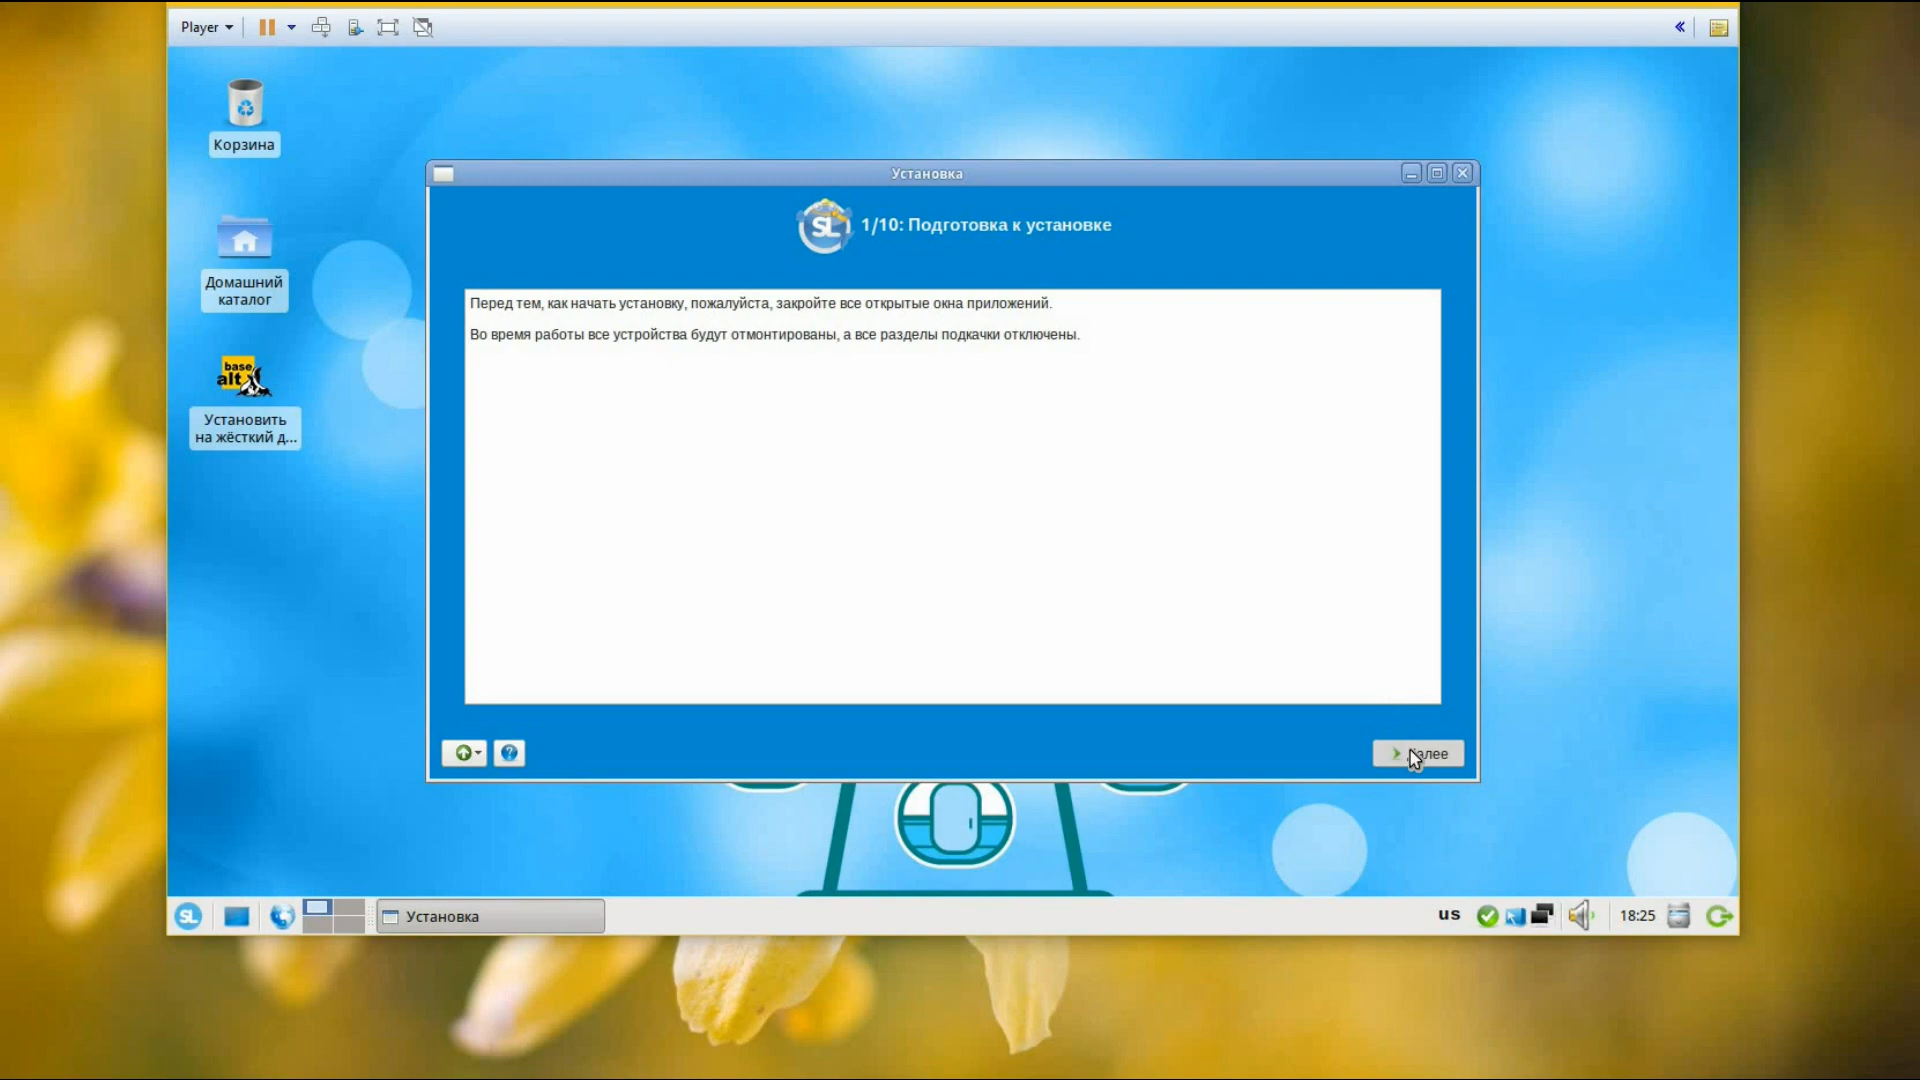 Player
Корзина
Домашний
каталог
base
alt
Установить
на жёсткий д...
Установка
SL
1/10: Подготовка к установке
Перед тем, как начать установку, пожалуйста, закройте все открытые окна приложений.
Во время работы все устройства будут отмонтированы, а все разделы подкачки отключены.
SL
Установка
us
18:25